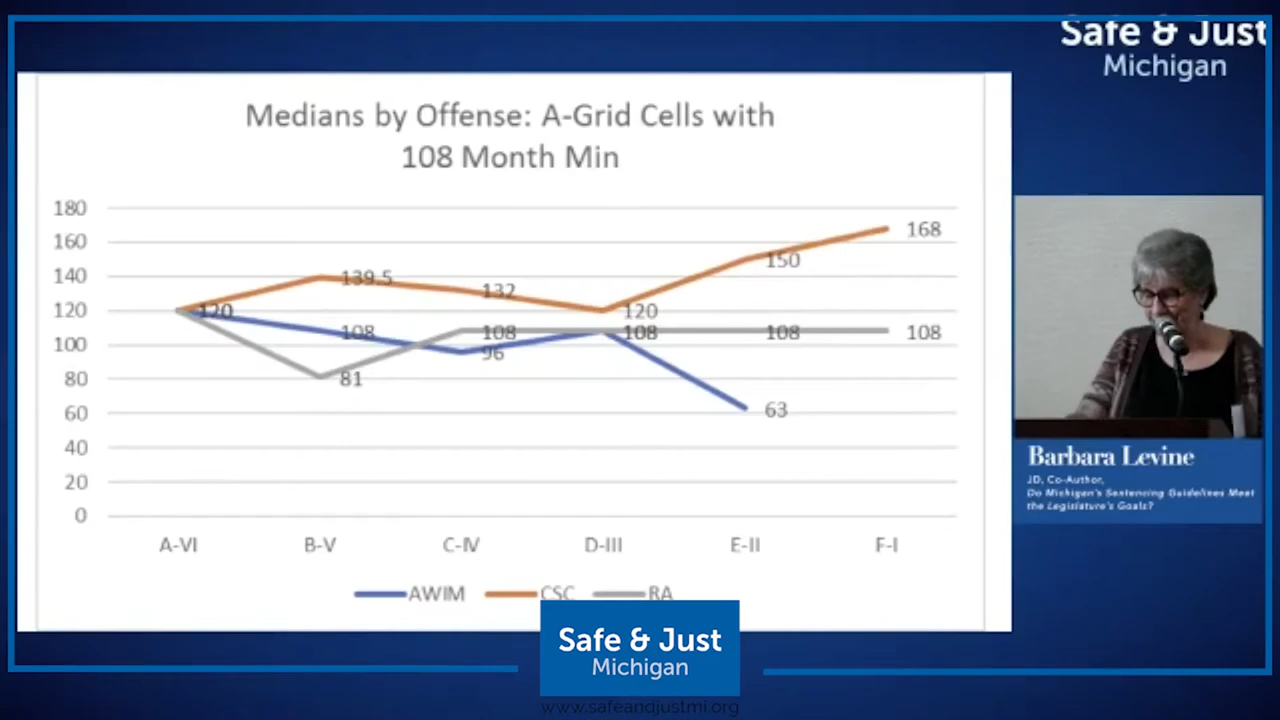 Safe & Just
Michigan
Medians by Offense: A-Grid Cells with
108 Month Min
180
160
140
120
100
80
60
40
20
0
168
150
139.5
132
120
120
108
108
108
108
108
96
81
63
A-VI
B-V
C-IV
D-III
E-II
F-I
AWIM
CSC
RA
Barbara Levine
JD, Co-Author,
Do Michigan's Sentencing Guidelines Meet
the Legislature's Goals?
Safe & Just
Michigan
www.safeandjustmi.org